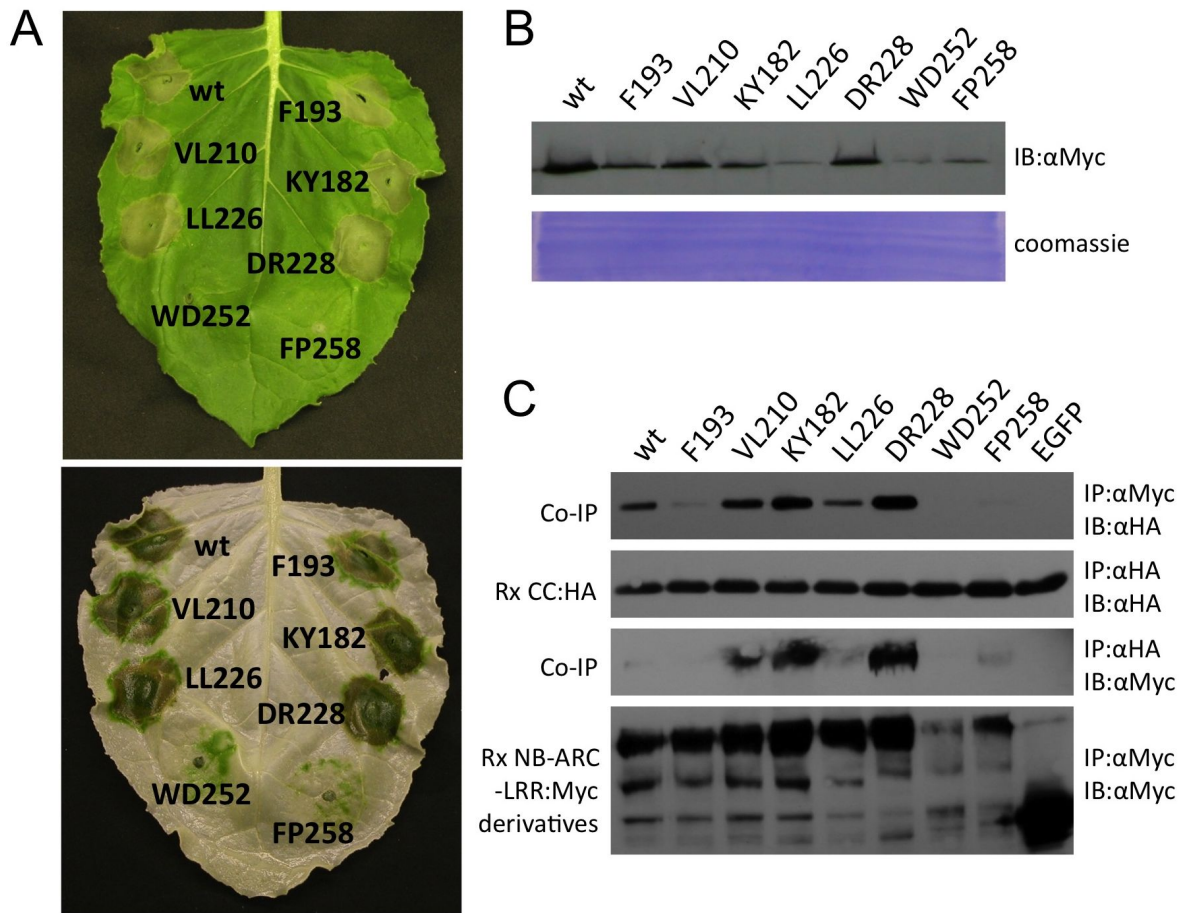 A
wt
F193
VL210
KY182
LL226
DR228
WD252
FP258
wt
F193
VL210
KY182
LL226
DR228
WD252
FP258
B
wt F193 VL210 KY182 LL226 DR228 WD252 FP258
IB:αMyc
coomassie
C
wt F193 VL210 KY182 LL226 DR228 WD252 FP258 EGFP
Co-IP
IP:αMyc
IB:αHA
Rx CC:HA
IP:αHA
IB:αHA
Co-IP
IP:αHA
IB:αMyc
Rx NB-ARC
-LRR:Myc
derivatives
IP:αMyc
IB:αMyc